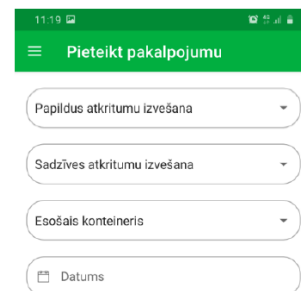 11:19
Pieteikt pakalpojumu
Papildus atkritumu izvešana
Sadzīves atkritumu izvešana
Esošais konteineris
Datums